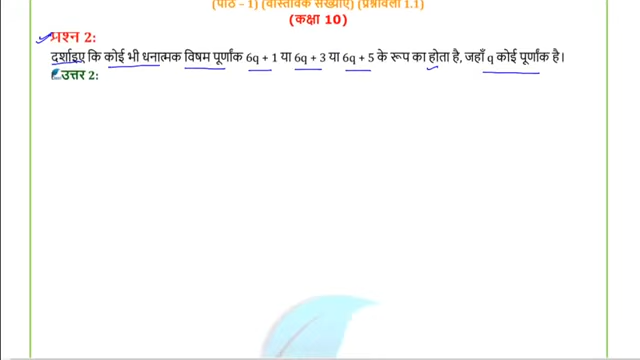 (पाठ – 1) (वास्तविक संख्याएँ) (प्रश्नावली 1.1)
(कक्षा 10)
प्रश्न 2:
दर्शाइए कि कोई भी धनात्मक विषम पूर्णांक 6q + 1 या 6q + 3 या 6q + 5 के रूप का होता है, जहाँ q कोई पूर्णांक है।
उत्तर 2: